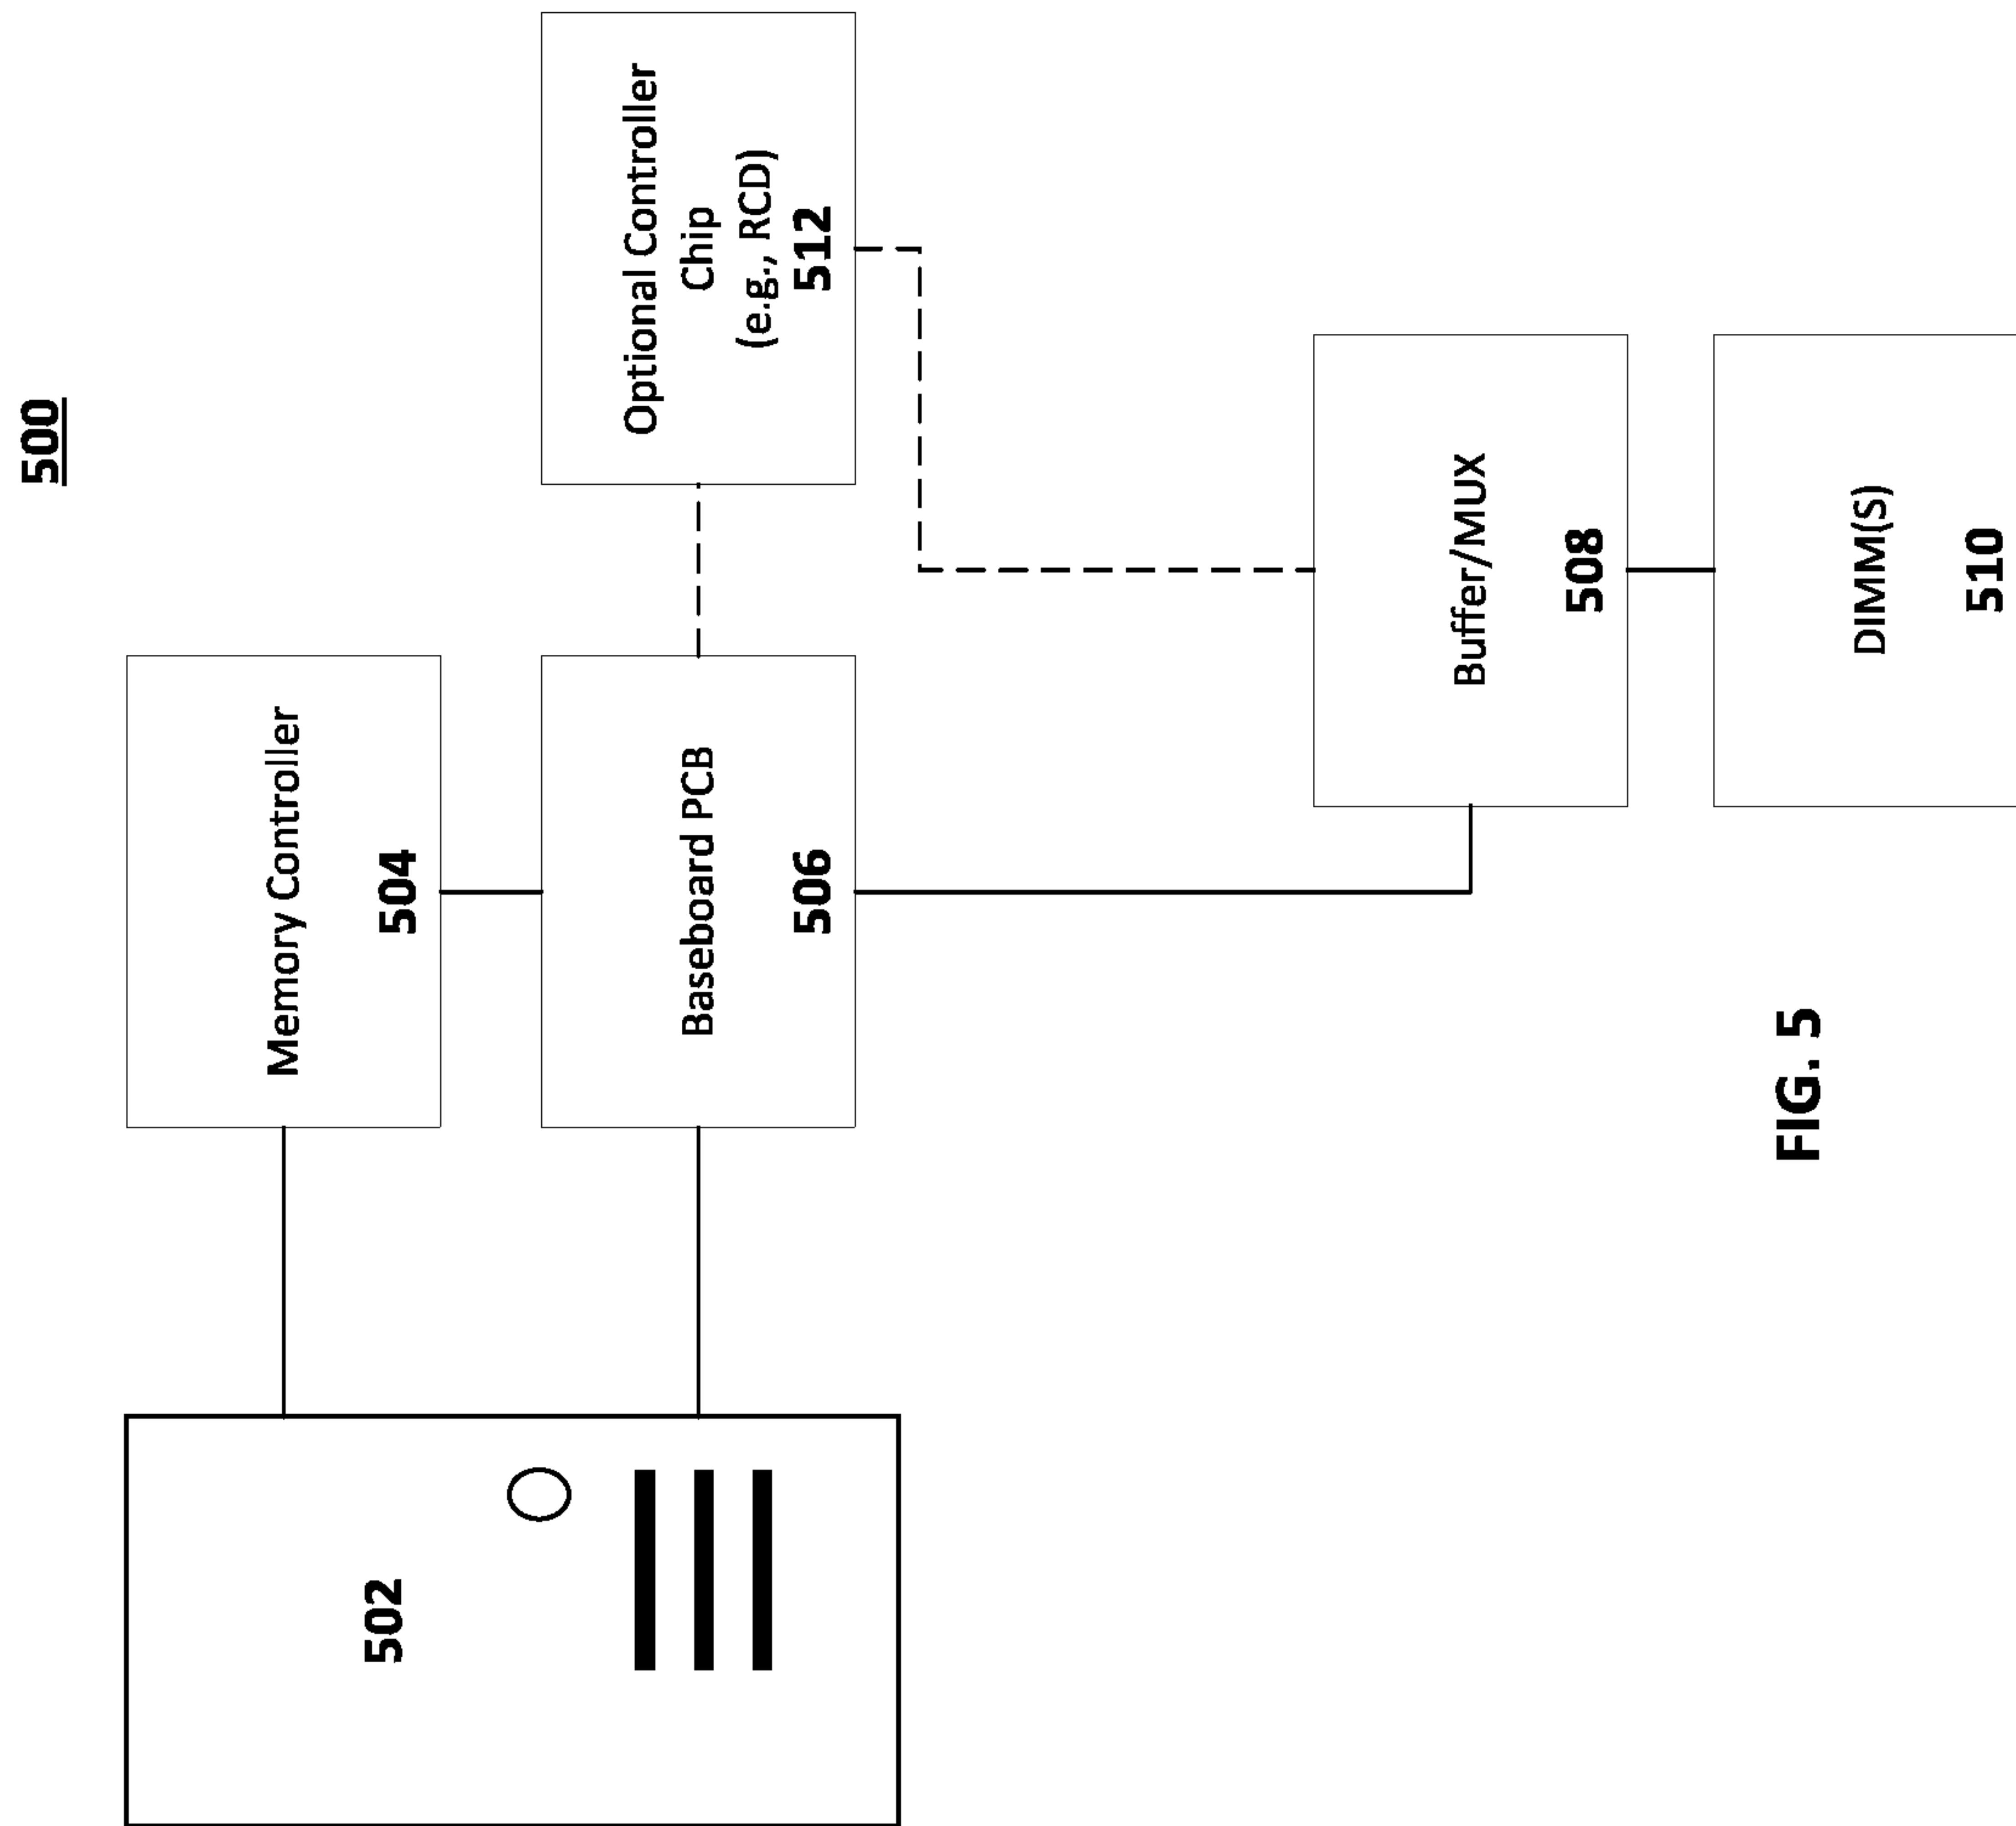 500
502
Memory Controller
504
Baseboard PCB
506
Optional Controller
Chip
(e.g., RCD)
512
Buffer/MUX
508
DIMM(S)
510
FIG. 5